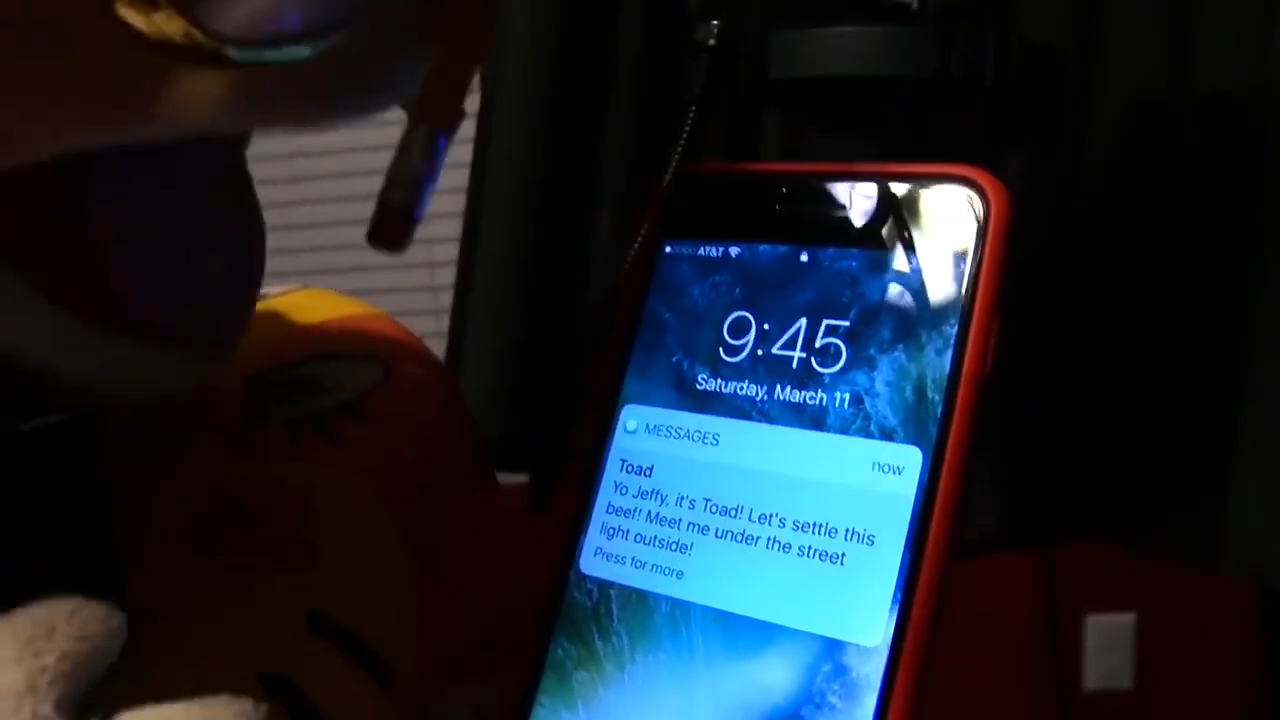 AT&T
9:45
Saturday, March 11
MESSAGES
now
Toad
Yo Jeffy, it's Toad! Let's settle this
beef! Meet me under the street
light outside!
Press for more